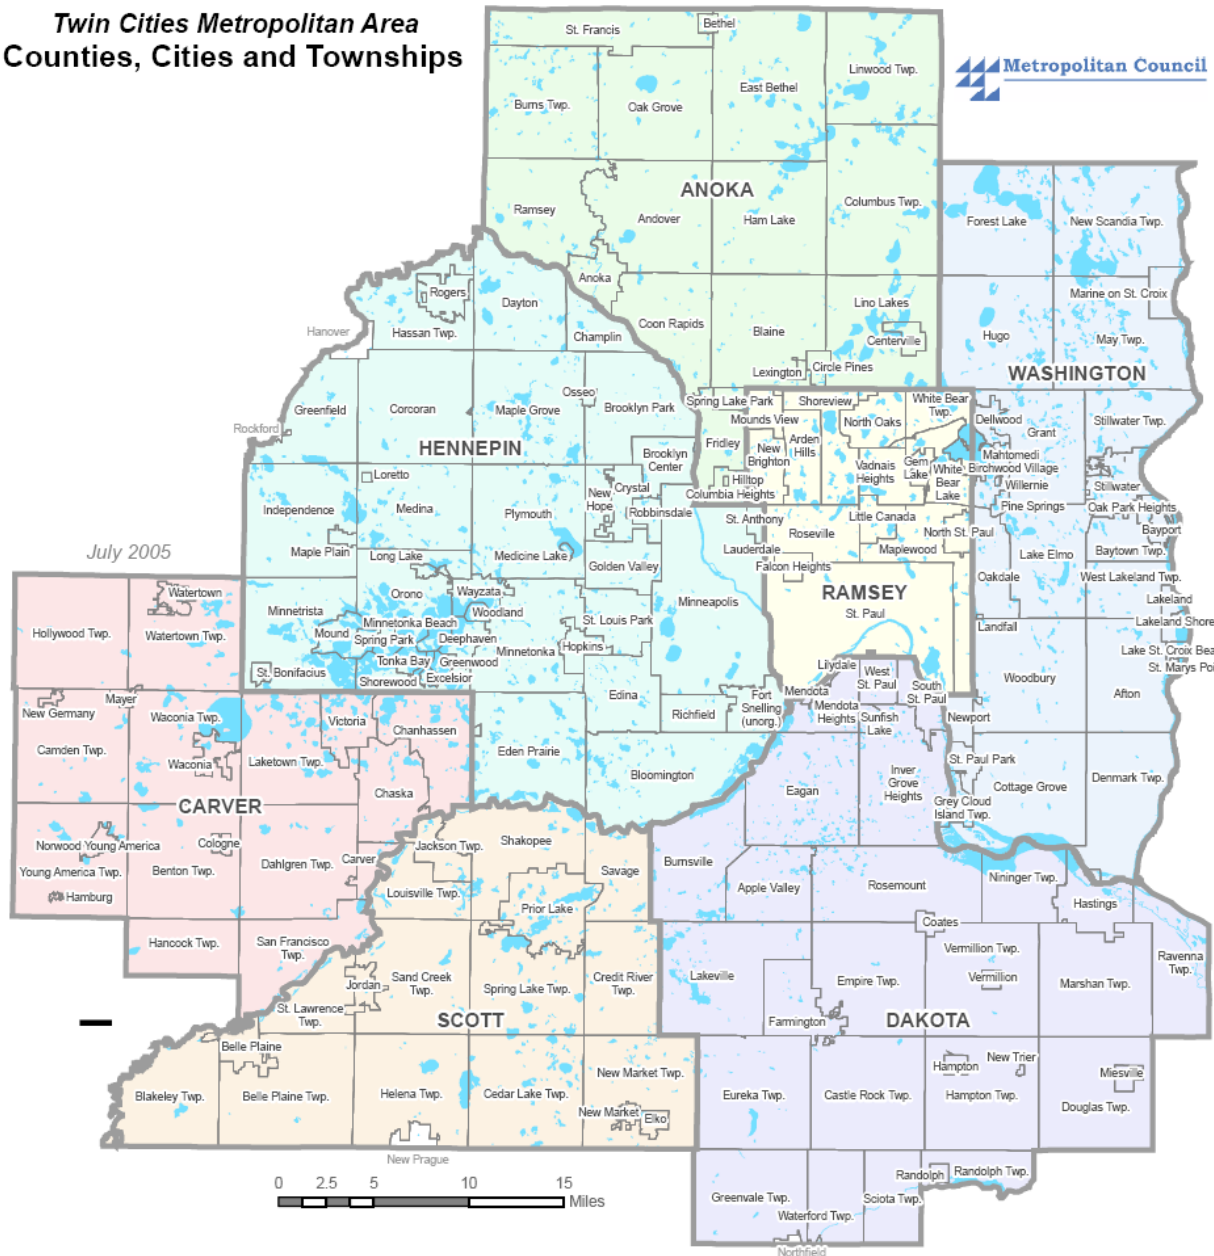 Twin Cities Metropolitan Area
Counties, Cities and Townships
Metropolitan Council
July 2005
ANOKA
St. Francis
Bethel
Linwood Twp.
East Bethel
Burns Twp.
Oak Grove
Ramsey
Andover
Ham Lake
Columbus Twp.
Anoka
Coon Rapids
Blaine
Lino Lakes
Centerville
Lexington
Circle Pines
Spring Lake Park
Fridley
Hilltop
Columbia Heights
WASHINGTON
Forest Lake
New Scandia Twp.
Marine on St. Croix
Hugo
May Twp.
Dellwood
Grant
Stillwater Twp.
Mahtomedi
Birchwood Village
Willernie
Stillwater
Pine Springs
Oak Park Heights
Bayport
Lake Elmo
Baytown Twp.
Oakdale
West Lakeland Twp.
Lakeland
Landfall
Lakeland Shore
Lake St. Croix Bea
St. Marys Poi
Woodbury
Afton
Newport
St. Paul Park
Cottage Grove
Denmark Twp.
Grey Cloud
Island Twp.
HENNEPIN
Rogers
Dayton
Hanover
Hassan Twp.
Champlin
Osseo
Greenfield
Corcoran
Maple Grove
Brooklyn Park
Rockford
Brooklyn
Center
Loretto
Crystal
New
Hope
Independence
Medina
Plymouth
Robbinsdale
Maple Plain
Long Lake
Medicine Lake
Golden Valley
Orono
Wayzata
Minneapolis
Minnetrista
Woodland
Minnetonka Beach
St. Louis Park
Mound
Spring Park
Deephaven
Hopkins
Minnetonka
Tonka Bay
Greenwood
St. Bonifacius
Shorewood
Excelsior
Edina
Richfield
Fort
Snelling
(unorg.)
Eden Prairie
Bloomington
RAMSEY
Shoreview
White Bear
Twp.
Mounds View
North Oaks
Arden
Hills
New
Brighton
Vadnais
Heights
Gem
Lake
White
Bear
Lake
St. Anthony
Roseville
Little Canada
North St. Paul
Lauderdale
Maplewood
Falcon Heights
St. Paul
CARVER
Watertown
Hollywood Twp.
Watertown Twp.
Mayer
New Germany
Waconia Twp.
Victoria
Chanhassen
Camden Twp.
Waconia
Laketown Twp.
Chaska
Norwood Young America
Cologne
Young America Twp.
Benton Twp.
Dahlgren Twp.
Carver
Hamburg
Hancock Twp.
San Francisco
Twp.
SCOTT
Jackson Twp.
Shakopee
Savage
Louisville Twp.
Prior Lake
Jordan
Sand Creek
Twp.
Spring Lake Twp.
Credit River
Twp.
St. Lawrence
Twp.
Belle Plaine
Blakeley Twp.
Belle Plaine Twp.
Helena Twp.
Cedar Lake Twp.
New Market Twp.
New Market
Elko
New Prague
DAKOTA
Lilydale
West
St. Paul
South
St. Paul
Mendota
Mendota
Heights
Sunfish
Lake
Eagan
Inver
Grove
Heights
Burnsville
Apple Valley
Rosemount
Nininger Twp.
Hastings
Coates
Vermillion Twp.
Ravenna
Twp.
Lakeville
Empire Twp.
Vermillion
Marshan Twp.
Farmington
Hampton
New Trier
Miesville
Eureka Twp.
Castle Rock Twp.
Hampton Twp.
Douglas Twp.
Randolph
Randolph Twp.
Greenvale Twp.
Waterford Twp.
Sciota Twp.
Northfield
0 2.5 5 10 15
Miles